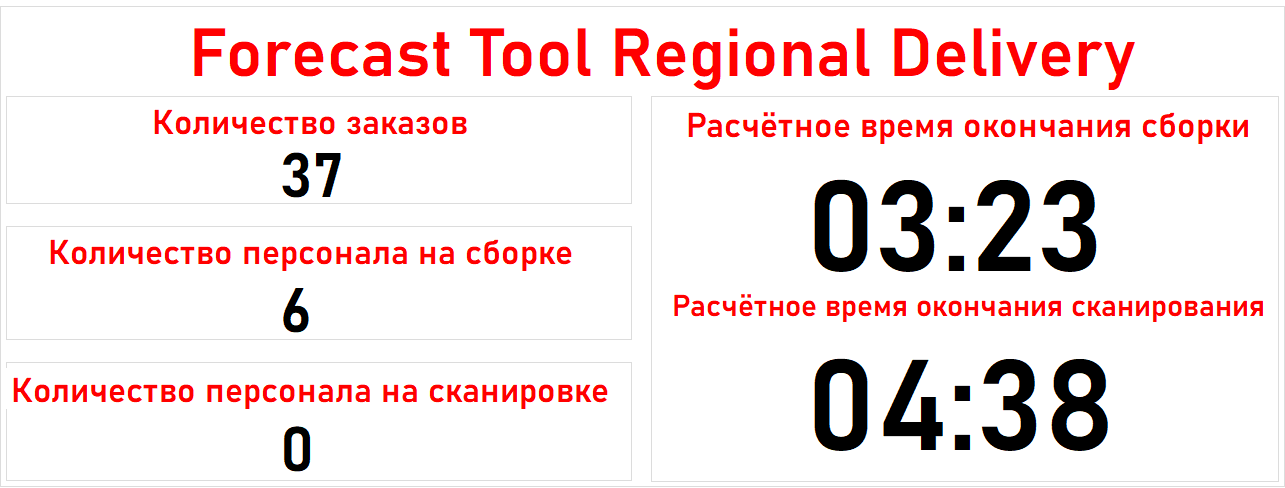 Forecast Tool Regional Delivery
Количество заказов
37
Количество персонала на сборке
6
Количество персонала на сканировке
0
Расчётное время окончания сборки
03:23
Расчётное время окончания сканирования
04:38